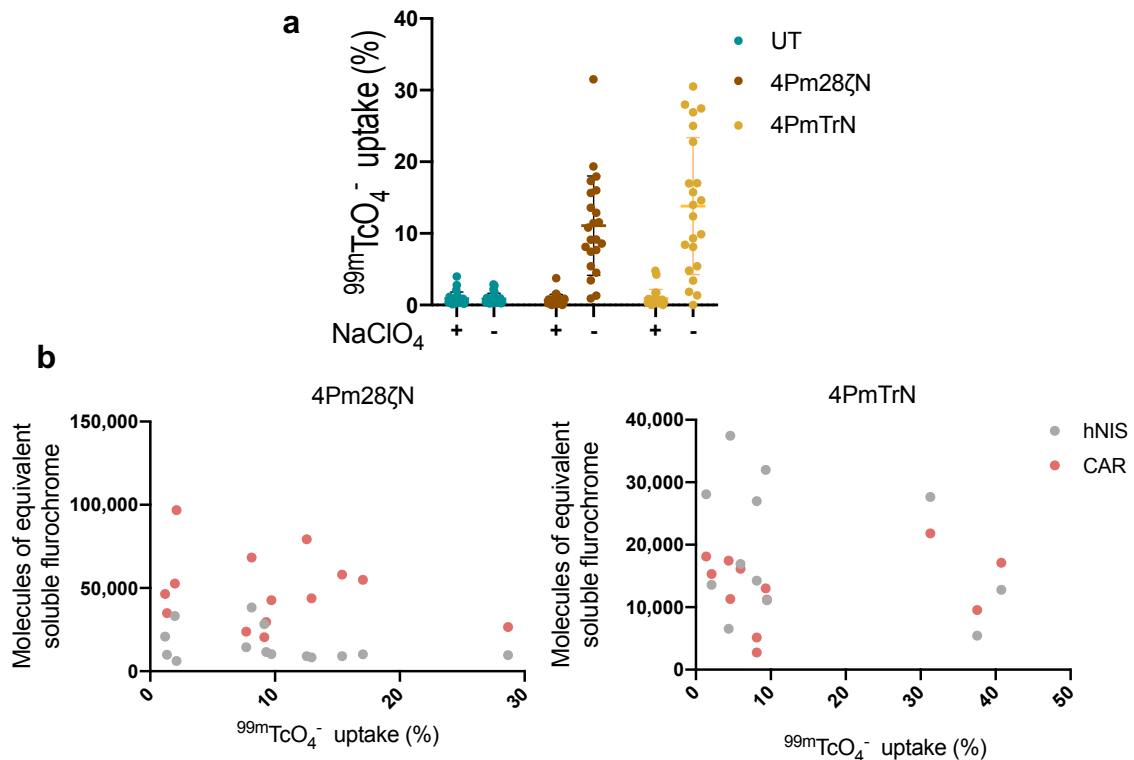 a
99mTcO4- uptake (%)
40
30
20
10
0
NaClO4
+ - + - + -
UT
4Pm28ζN
4PmTrN
b
4Pm28ζN
Molecules of equivalent
soluble flurochrome
150,000
100,000
50,000
0
0 10 20 30
99mTcO4- uptake (%)
4PmTrN
Molecules of equivalent
soluble flurochrome
40,000
30,000
20,000
10,000
0
0 10 20 30 40 50
99mTcO4- uptake (%)
hNIS
CAR